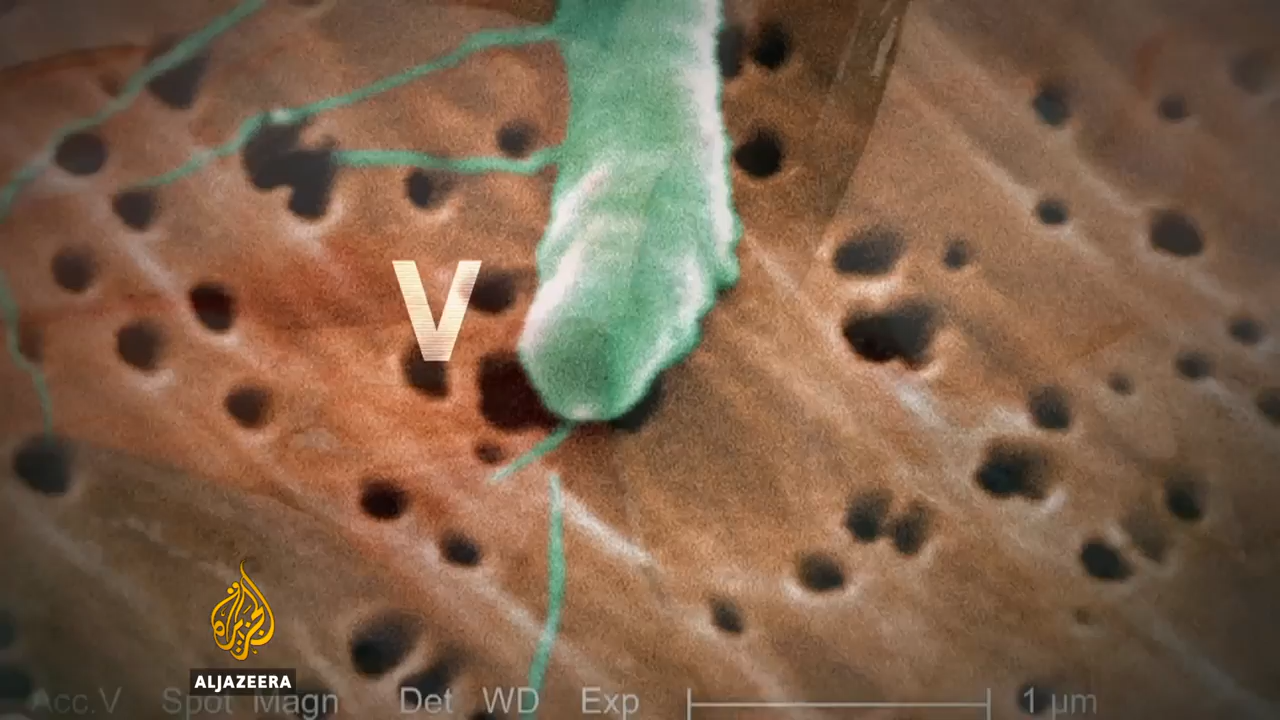 V
الجزيرة
ALJAZEERA
Acc.V Spot Magn Det WD Exp 1 µm